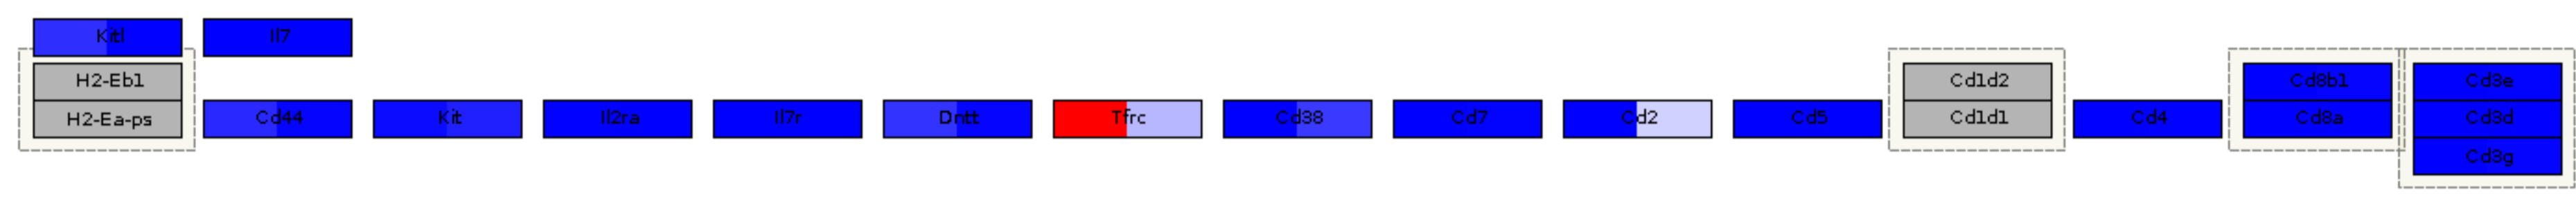 Kitl
Il7
H2-Eb1
H2-Ea-ps
Cd44
Kit
Il2ra
Il7r
Dntt
Tfrc
Cd38
Cd7
Cd2
Cd5
Cd1d2
Cd1d1
Cd4
Cd8b1
Cd8a
Cd3e
Cd3d
Cd3g